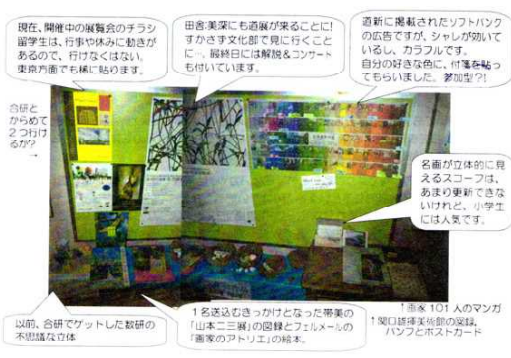 現在、開催中の展覧会のチラシ
留学生は、行事や休みに動きが
あるので、行けなくはない。
東京方面でも稀に貼ります。
田舎:美深にも道展が来ることに!
すかさず文化部で見に行くこと
に…。最終日には解説&コンサート
も付いています。
道新に掲載されたソフトバンク
の広告ですが、シャレが効いて
いるし、カラフルです。
自分の好きな色に、付箋を貼っ
てもらいました。参加型?!
合研と
からめて
2つ行け
るか?
→
名画が立体的に見
えるスコープは、
あまり更新できな
いけれど、小学生
には人気です。
以前、合研でゲットした数研の
不思議な立体
1名送込むきっかけとなった帯美の
「山本二三展」の図録とフェルメールの
「画家のアトリエ」の絵本。
↑画家101人のマンガ
↑関口雄揮美術館の図録、
パンフとポストカード